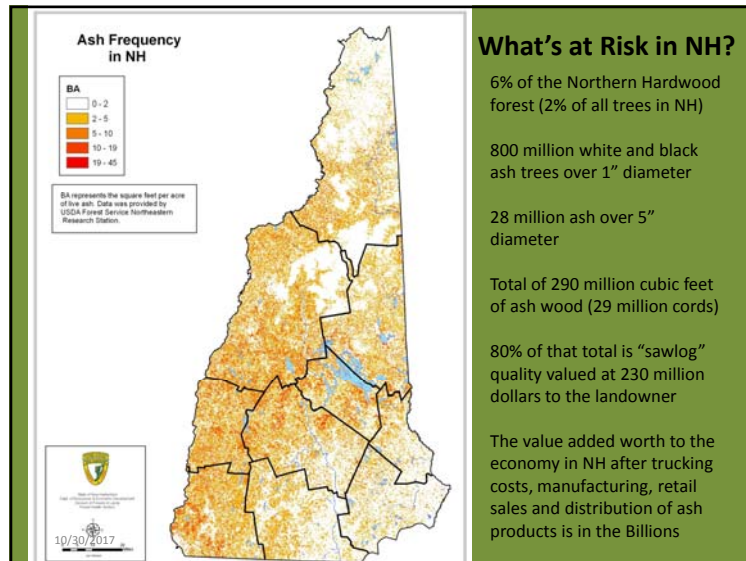 Ash Frequency
in NH
BA
0 - 2
2 - 5
5 - 10
10 - 19
19 - 45
BA represents the square feet per acre
of live ash. Data was provided by
USDA Forest Service Northeastern
Research Station.
10/30/2017
What's at Risk in NH?
6% of the Northern Hardwood
forest (2% of all trees in NH)
800 million white and black
ash trees over 1” diameter
28 million ash over 5”
diameter
Total of 290 million cubic feet
of ash wood (29 million cords)
80% of that total is “sawlog”
quality valued at 230 million
dollars to the landowner
The value added worth to the
economy in NH after trucking
costs, manufacturing, retail
sales and distribution of ash
products is in the Billions